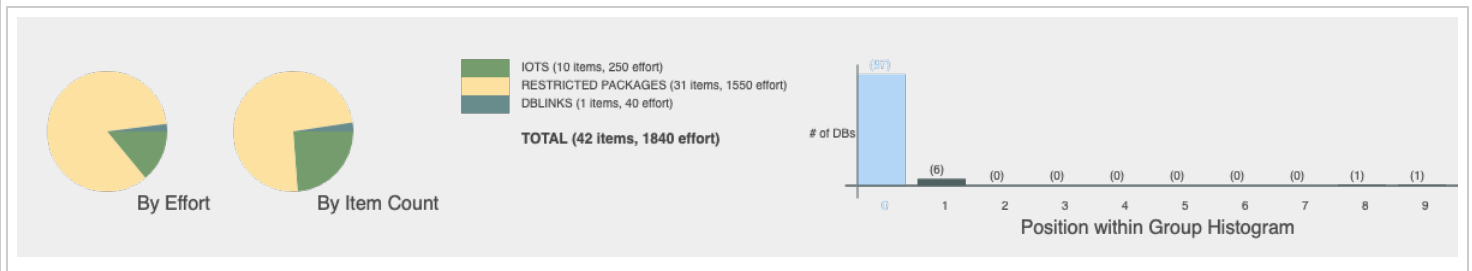 IOTS (10 items, 250 effort)
RESTRICTED PACKAGES (31 items, 1550 effort)
DBLINKS (1 items, 40 effort)
TOTAL (42 items, 1840 effort)
By Effort
By Item Count
# of DBs
(97)
(6)
(0)
(0)
(0)
(0)
(0)
(0)
(1)
(1)
1
2
3
4
5
6
7
8
9
Position within Group Histogram